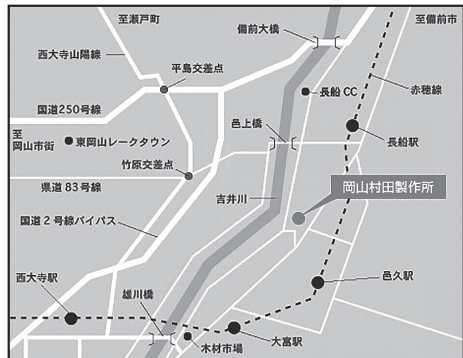 至瀬戸町
備前大橋
至備前市
西大寺山陽線
平島交差点
赤穂線
長船 CC
国道250号線
邑上橋
至
岡山市街
東岡山レークタウン
長船駅
竹原交差点
県道 83号線
岡山村田製作所
吉井川
国道 2 号線バイパス
西大寺駅
邑久駅
雄川橋
大富駅
木材市場